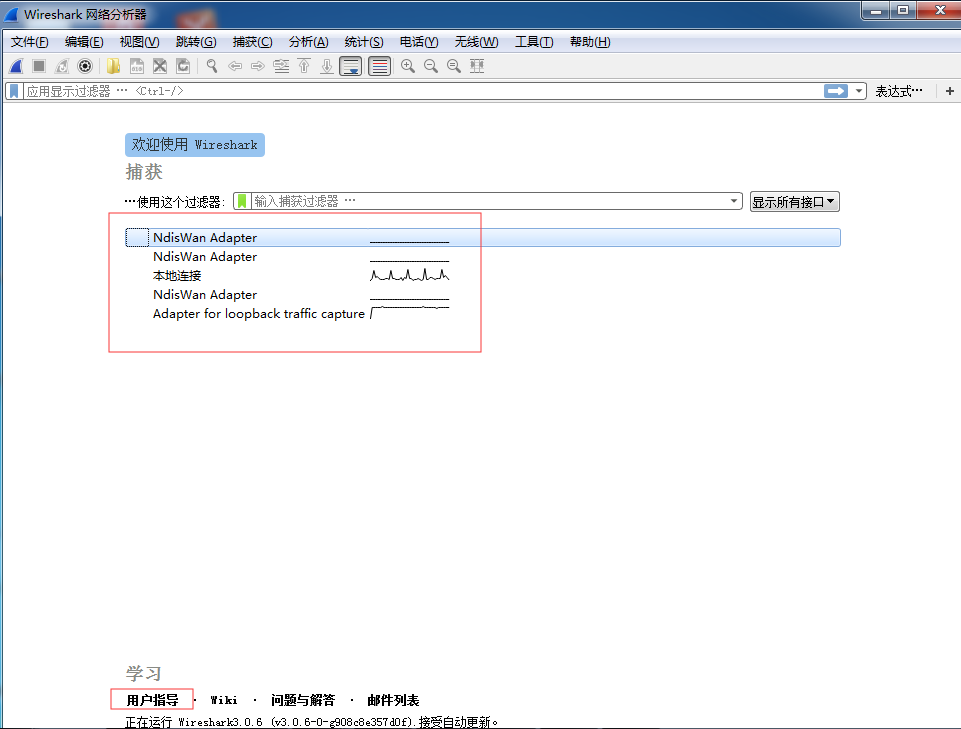 Wireshark 网络分析器
文件(F) 编辑(E) 视图(V) 跳转(G) 捕获(C) 分析(A) 统计(S) 电话(Y) 无线(W) 工具(T) 帮助(H)
应用显示过滤器 … <Ctrl-/> 表达式… +
欢迎使用 Wireshark
捕获
…使用这个过滤器: 输入捕获过滤器 … 显示所有接口
NdisWan Adapter
NdisWan Adapter
本地连接
NdisWan Adapter
Adapter for loopback traffic capture
学习
用户指导 · Wiki · 问题与解答 · 邮件列表
正在运行 Wireshark3.0.6 (v3.0.6-0-g908c8e357d0f).接受自动更新。